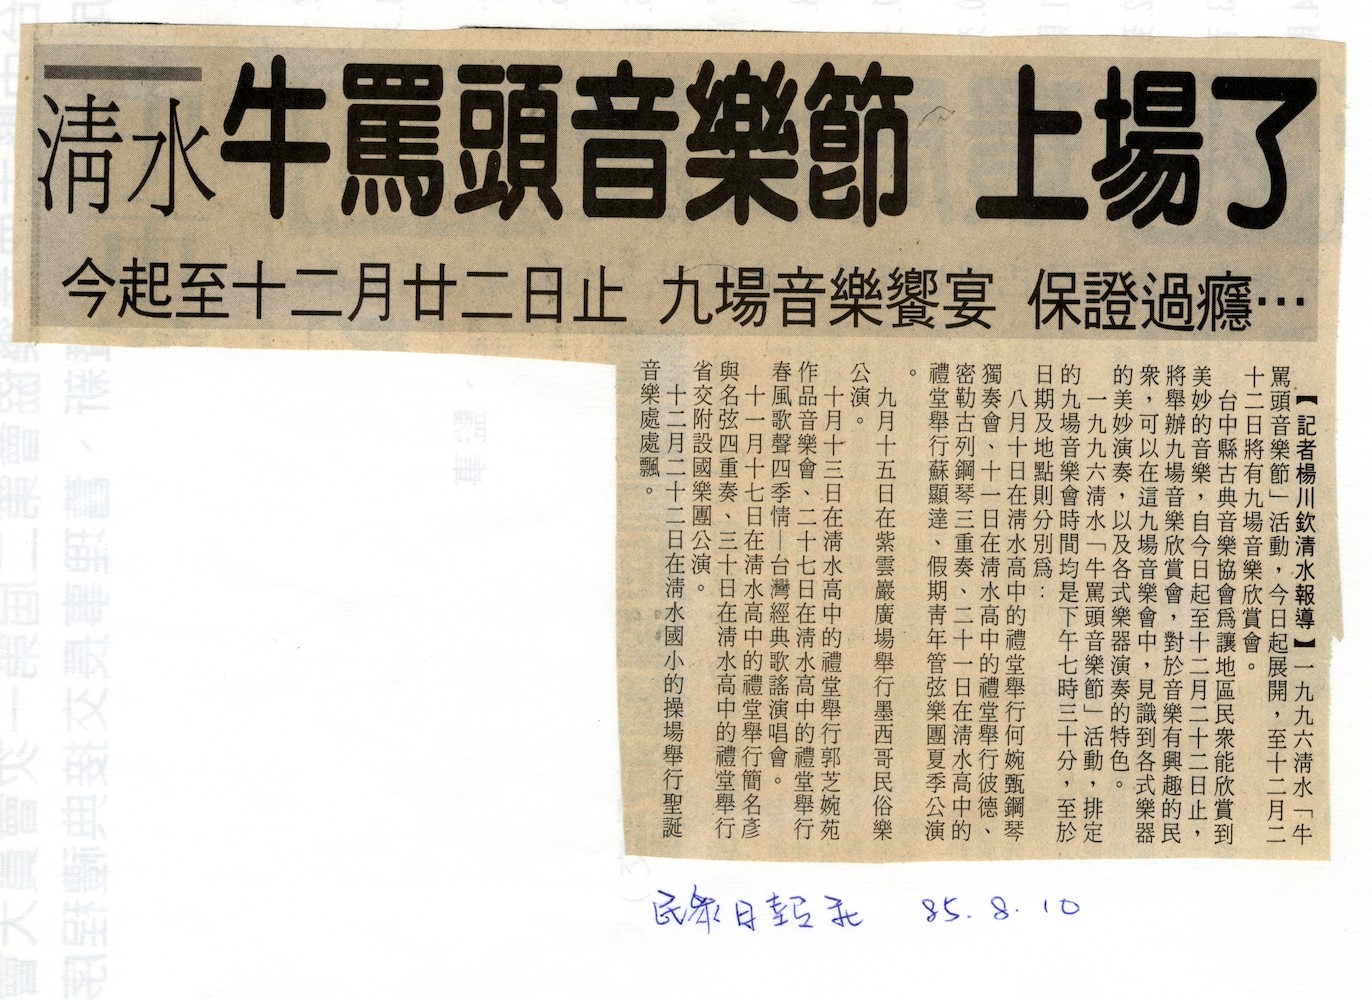 清水 牛罵頭音樂節 上場了
今起至十二月廿二日止 九場音樂饗宴 保證過癮…
【記者楊川欽清水報導】一九九六清水「牛
罵頭音樂節」活動，今日起展開，至十二月二
十二日將有九場音樂欣賞會。
台中縣古典音樂協會為讓地區民眾能欣賞到
美妙的音樂，自今日起至十二月二十二日止，
將舉辦九場音樂欣賞會，對於音樂有興趣的民
眾，可以在這九場音樂會中，見識到各式樂器
的美妙演奏，以及各式樂器演奏的特色。
一九九六清水「牛罵頭音樂節」活動，排定
的九場音樂會時間均是下午七時三十分，至於
日期及地點則分別為：
八月十日在清水高中的禮堂舉行何婉甄鋼琴
獨奏會、十一日在清水高中的禮堂舉行彼德、
密勒古列鋼琴三重奏、二十一日在清水高中的
禮堂舉行蘇顯達、假期青年管弦樂團夏季公演
。
九月十五日在紫雲巖廣場舉行墨西哥民俗樂
公演。
十月十三日在清水高中的禮堂舉行郭芝婉苑
作品音樂會、二十七日在清水高中的禮堂舉行
春風歌聲四季情—台灣經典歌謠演唱會。
十一月十七日在清水高中的禮堂舉行簡名彥
與名弦四重奏、三十日在清水高中的禮堂舉行
省交附設國樂團公演。
十二月二十二日在清水國小的操場舉行聖誕
音樂處處飄。
民眾日報 85.8.10